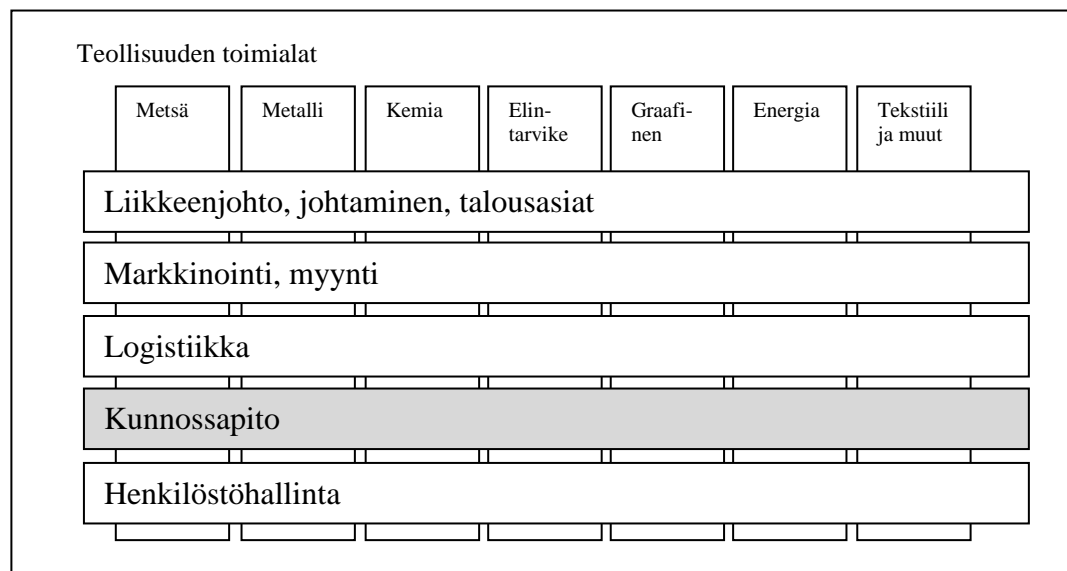 Teollisuuden toimialat
Metsä
Metalli
Kemia
Elin-
tarvike
Graafi-
nen
Energia
Tekstiili
ja muut
Liikkeenjohto, johtaminen, talousasiat
Markkinointi, myynti
Logistiikka
Kunnossapito
Henkilöstöhallinta